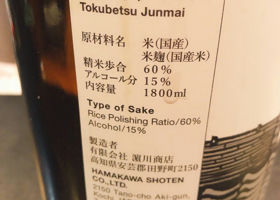 Tokubetsu Junmai
原材料名 米(国産)
米麹(国産米)
精米歩合 60%
アルコール分 15%
内容量 1800ml
Type of Sake
Rice Polishing Ratio/60%
Alcohol/15%
製造者
有限会社 濵川商店
高知県安芸郡田野町2150
HAMAKAWA SHOTEN
CO.,LTD.
2150 Tano-cho Aki-gun,
Kochi